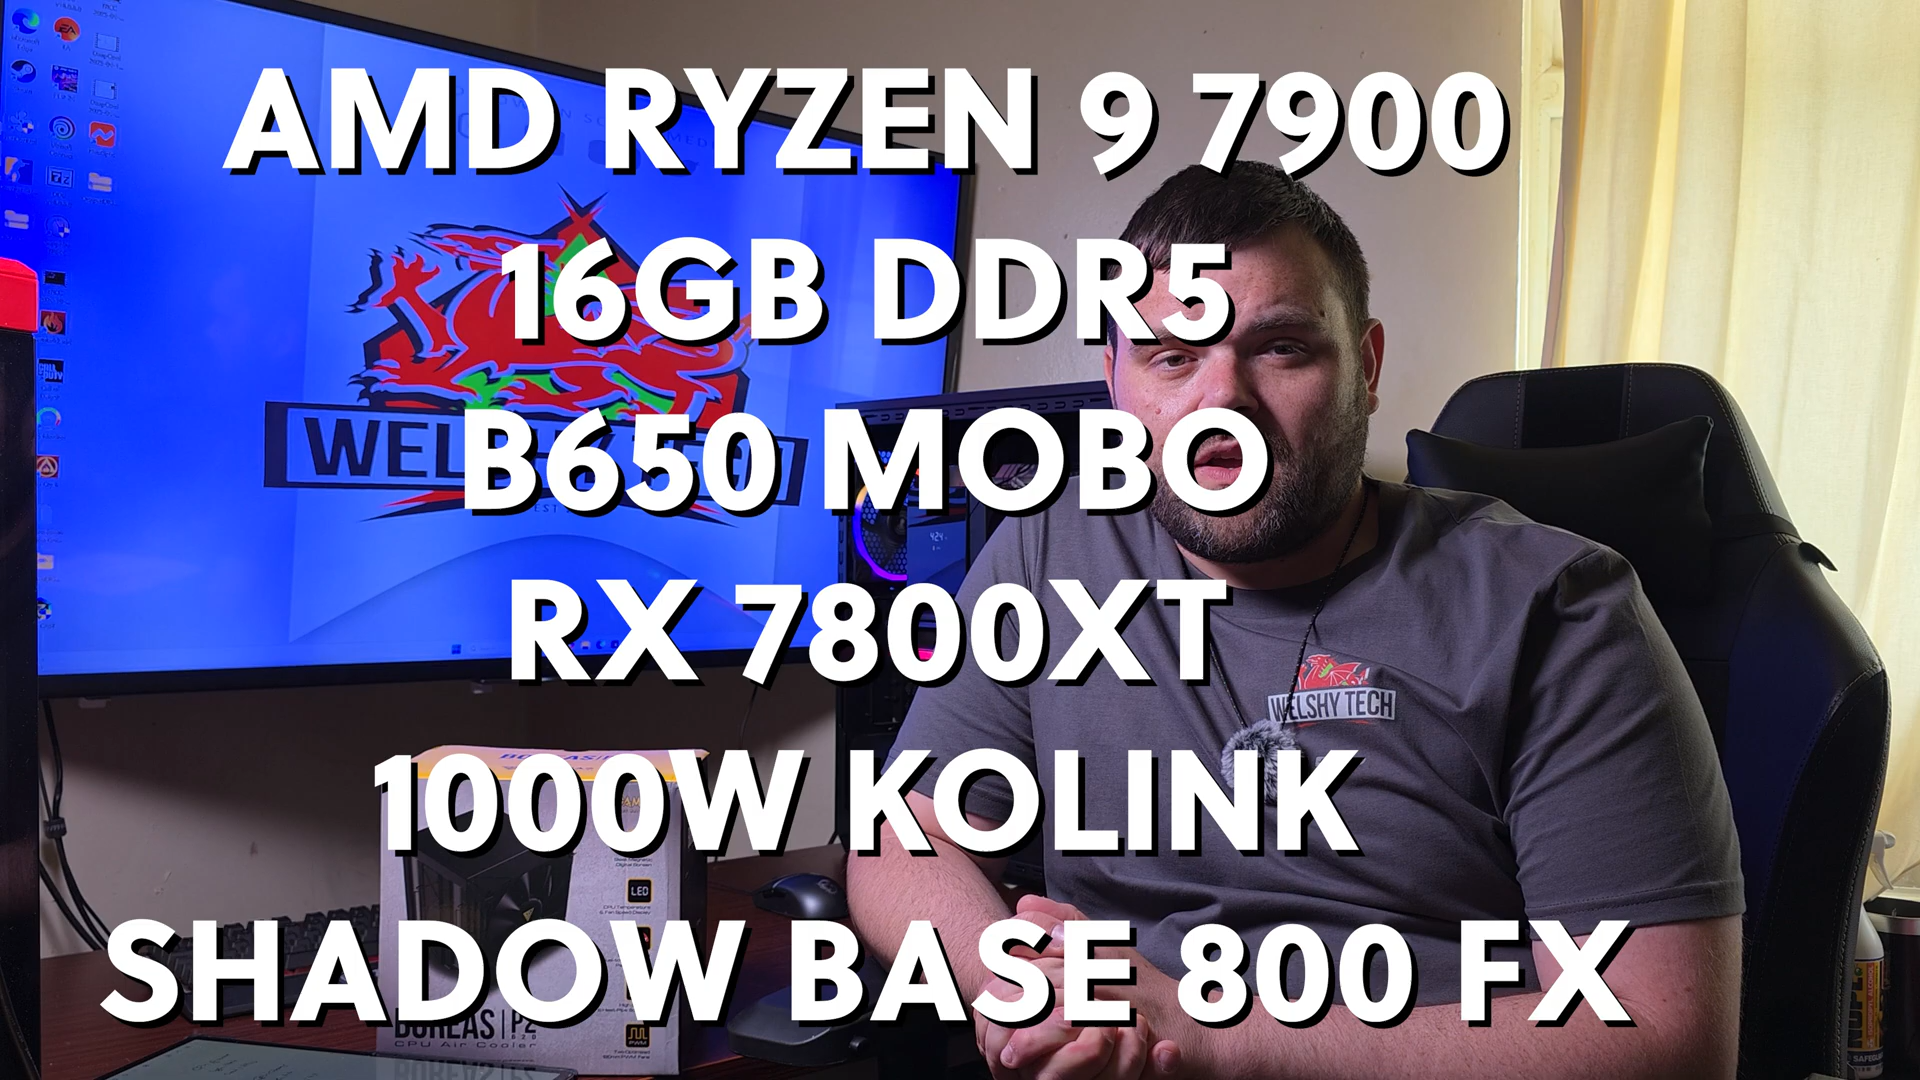 AMD RYZEN 9 7900
16GB DDR5
B650 MOBO
RX 7800XT
1000W KOLINK
SHADOW BASE 800 FX
WELSHY TECH
LED
BOREAS | P2
CPU Air Cooler
PWM